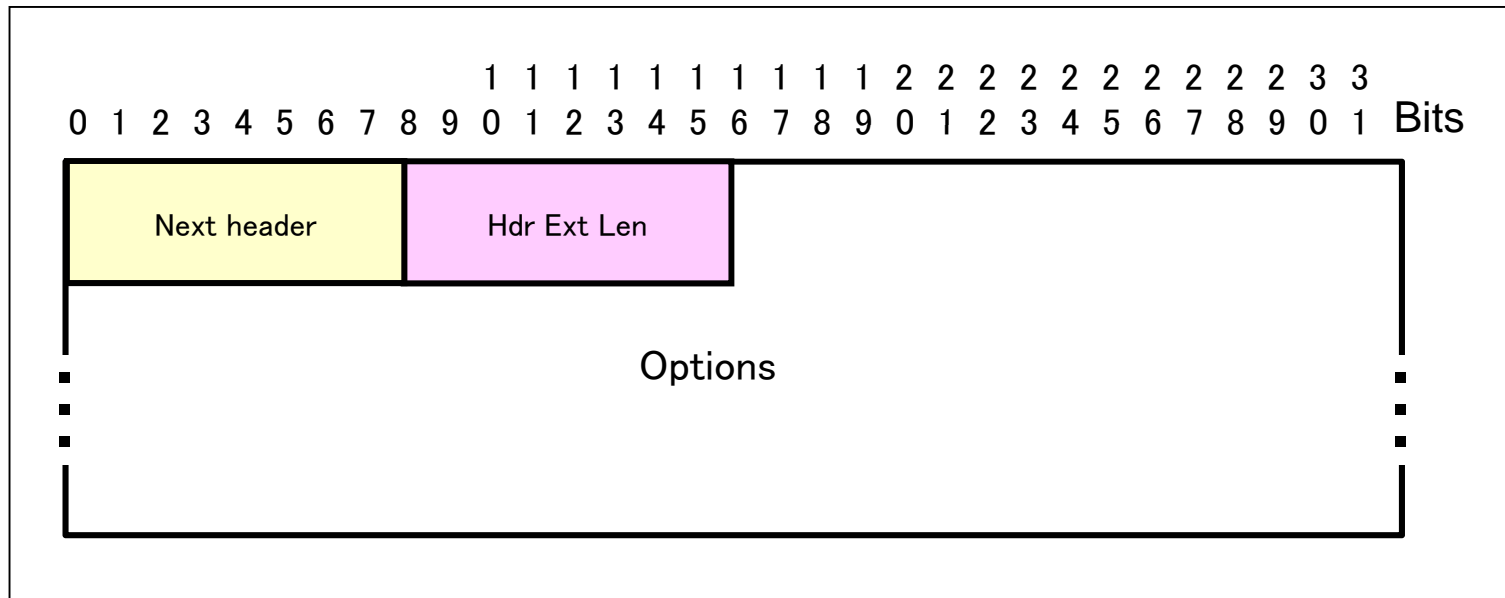 1 1 1 1 1 1 1 1 1 1 2 2 2 2 2 2 2 2 2 2 3 3
0 1 2 3 4 5 6 7 8 9 0 1 2 3 4 5 6 7 8 9 0 1 2 3 4 5 6 7 8 9 0 1 Bits
Next header Hdr Ext Len
Options